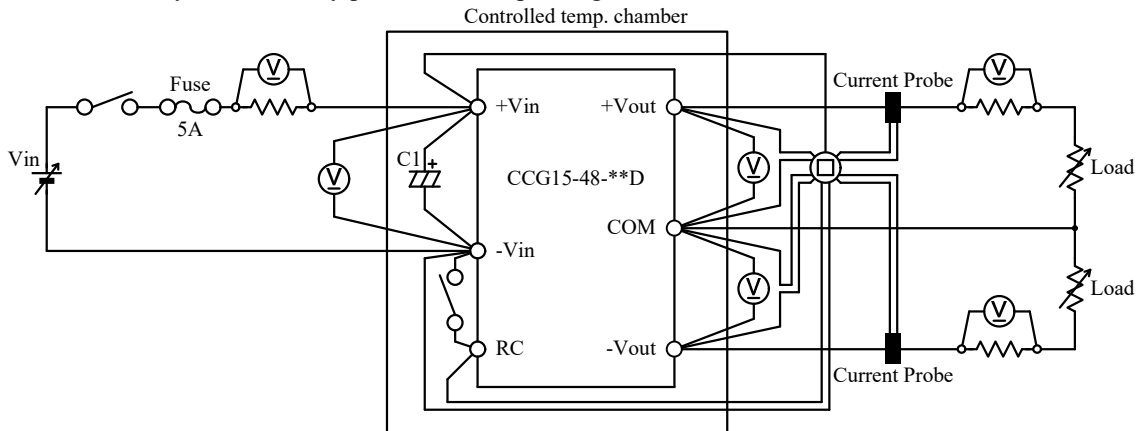 Controlled temp. chamber
Fuse
5A
V
Vin
V
C1
+
+Vin
-Vin
RC
CCG15-48-**D
+Vout
COM
-Vout
V
V
Current Probe
Current Probe
V
V
Load
Load